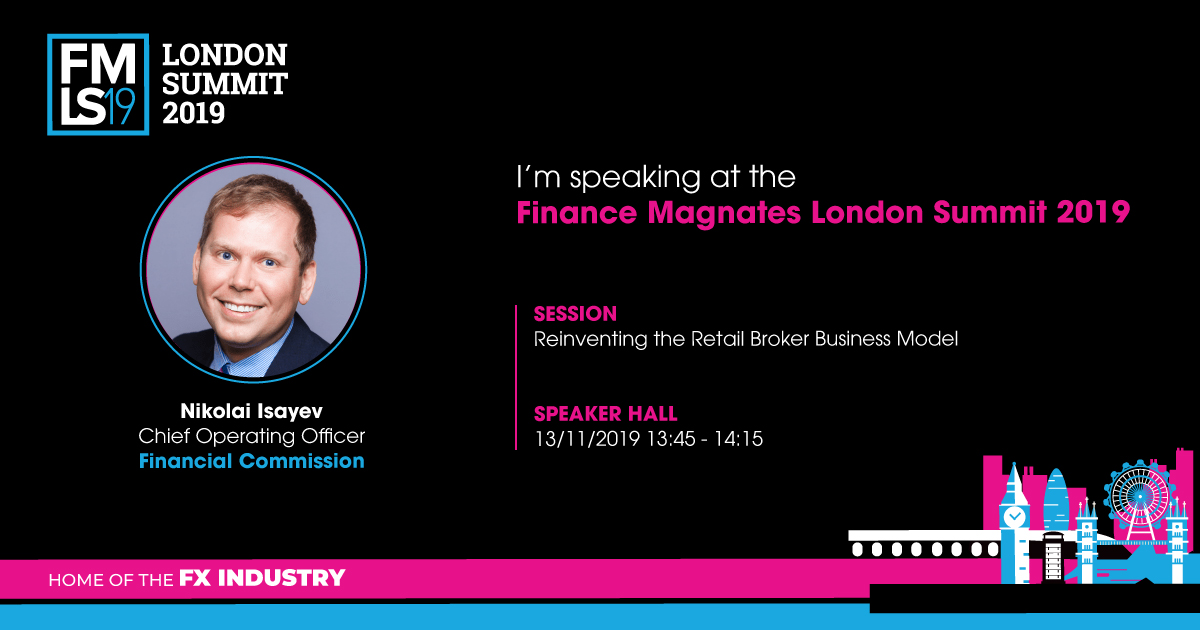 FM
LS19
LONDON
SUMMIT
2019
I'm speaking at the
Finance Magnates London Summit 2019
SESSION
Reinventing the Retail Broker Business Model
SPEAKER HALL
13/11/2019 13:45 - 14:15
Nikolai Isayev
Chief Operating Officer
Financial Commission
HOME OF THE FX INDUSTRY